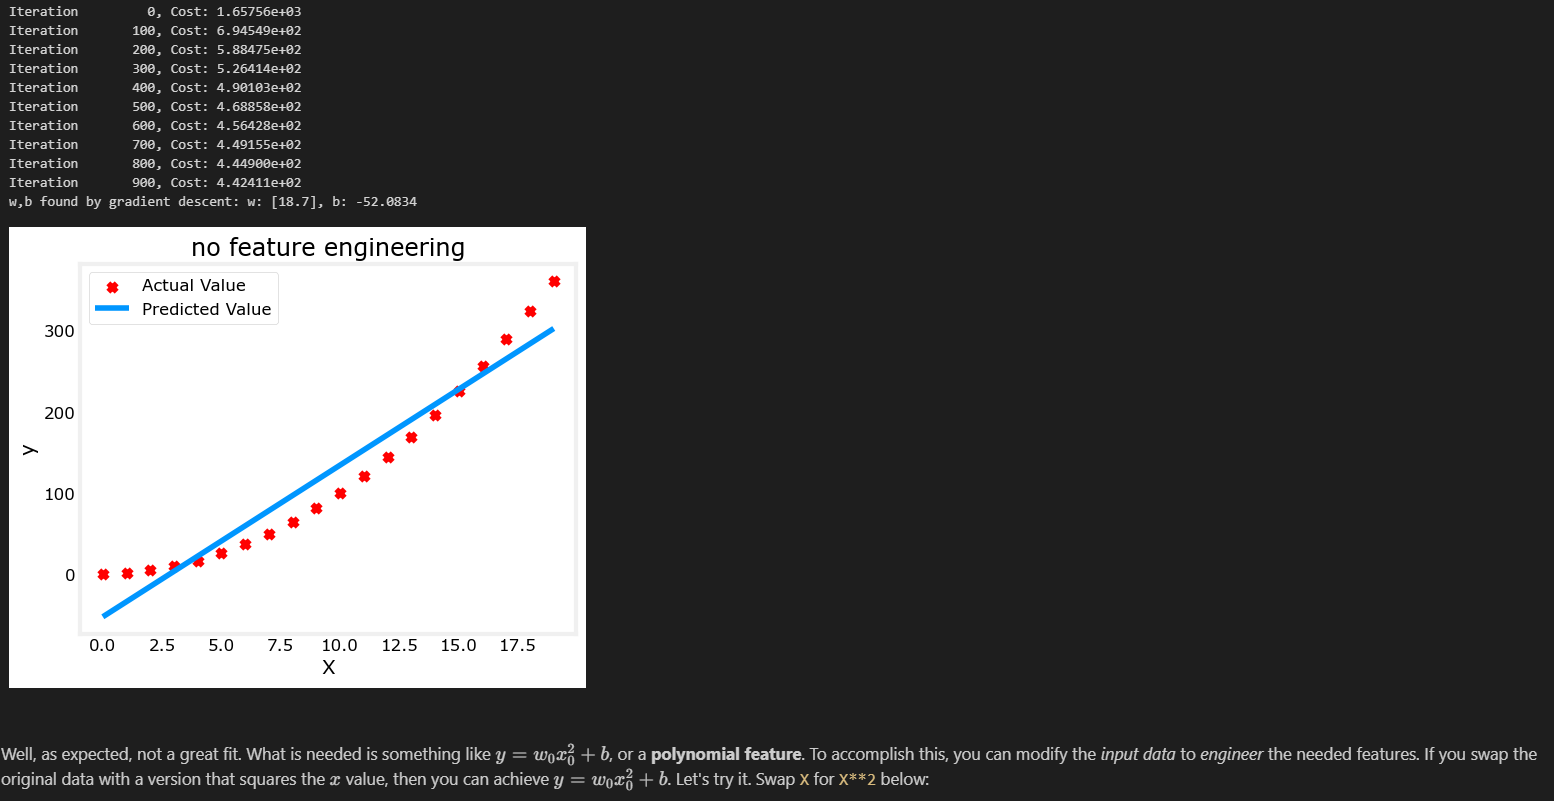 Iteration         0, Cost: 1.65756e+03
Iteration       100, Cost: 6.94549e+02
Iteration       200, Cost: 5.88475e+02
Iteration       300, Cost: 5.26414e+02
Iteration       400, Cost: 4.90103e+02
Iteration       500, Cost: 4.68858e+02
Iteration       600, Cost: 4.56428e+02
Iteration       700, Cost: 4.49155e+02
Iteration       800, Cost: 4.44900e+02
Iteration       900, Cost: 4.42411e+02
w,b found by gradient descent: w: [18.7], b: -52.0834
no feature engineering
Actual Value
Predicted Value
300
200
100
0
y
0.0 2.5 5.0 7.5 10.0 12.5 15.0 17.5
X
Well, as expected, not a great fit. What is needed is something like y = w₀x₀² + b, or a polynomial feature. To accomplish this, you can modify the input data to engineer the needed features. If you swap the
original data with a version that squares the x value, then you can achieve y = w₀x₀² + b. Let's try it. Swap X for X**2 below: